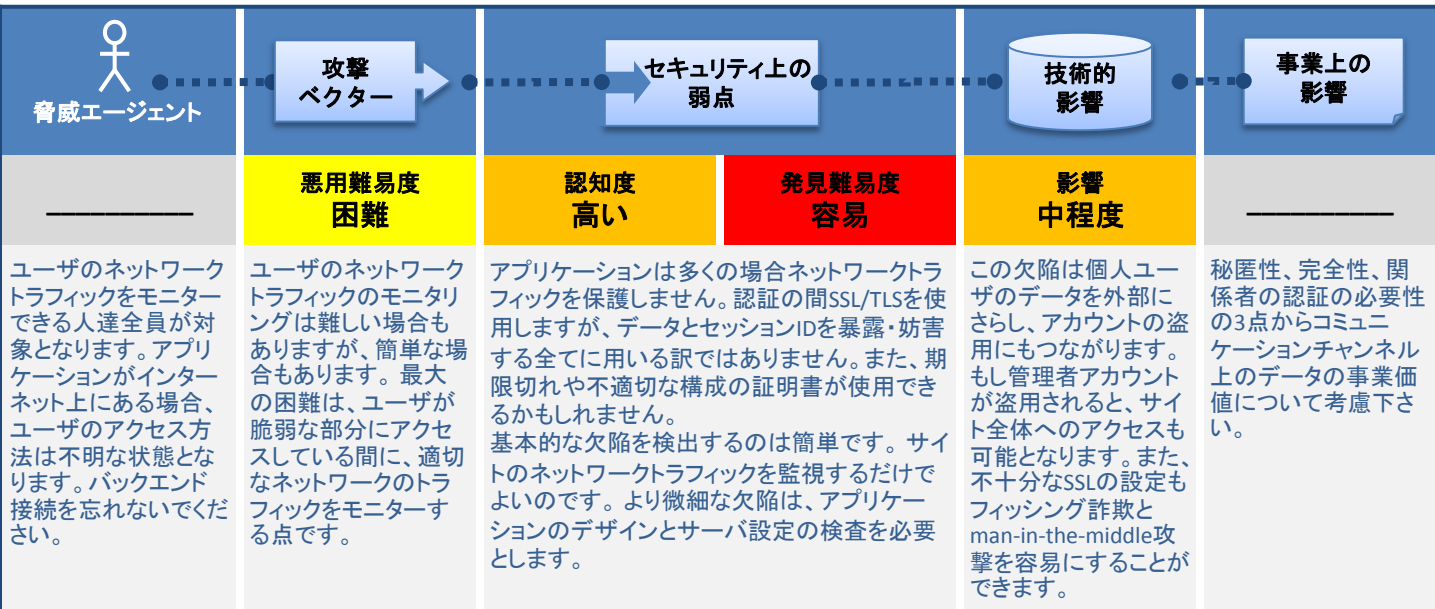 脅威エージェント
攻撃
ベクター
セキュリティ上の
弱点
技術的
影響
事業上の
影響
__________
悪用難易度
困難
認知度
高い
発見難易度
容易
影響
中程度
__________
ユーザのネットワーク
トラフィックをモニター
できる人達全員が対
象となります。アプリ
ケーションがインター
ネット上にある場合、
ユーザのアクセス方
法は不明な状態とな
ります。バックエンド
接続を忘れないでくだ
さい。
ユーザのネットワーク
トラフィックのモニタリ
ングは難しい場合も
ありますが、簡単な場
合もあります。最大
の困難は、ユーザが
脆弱な部分にアクセ
スしている間に、適切
なネットワークのトラ
フィックをモニターす
る点です。
アプリケーションは多くの場合ネットワークトラ
フィックを保護しません。認証の間SSL/TLSを使
用しますが、データとセッションIDを暴露・妨害
する全てに用いる訳ではありません。また、期
限切れや不適切な構成の証明書が使用でき
るかもしれません。
基本的な欠陥を検出するのは簡単です。サイ
トのネットワークトラフィックを監視するだけで
よいのです。より微細な欠陥は、アプリケー
ションのデザインとサーバ設定の検査を必要
とします。
この欠陥は個人ユー
ザのデータを外部に
さらし、アカウントの盗
用にもつながります。
もし管理者アカウント
が盗用されると、サイ
ト全体へのアクセスも
可能となります。また、
不十分なSSLの設定も
フィッシング詐欺と
man-in-the-middle攻
撃を容易にすることが
できます。
秘匿性、完全性、関
係者の認証の必要性
の3点からコミュニ
ケーションチャンネル
上のデータの事業価
値について考慮下さ
い。